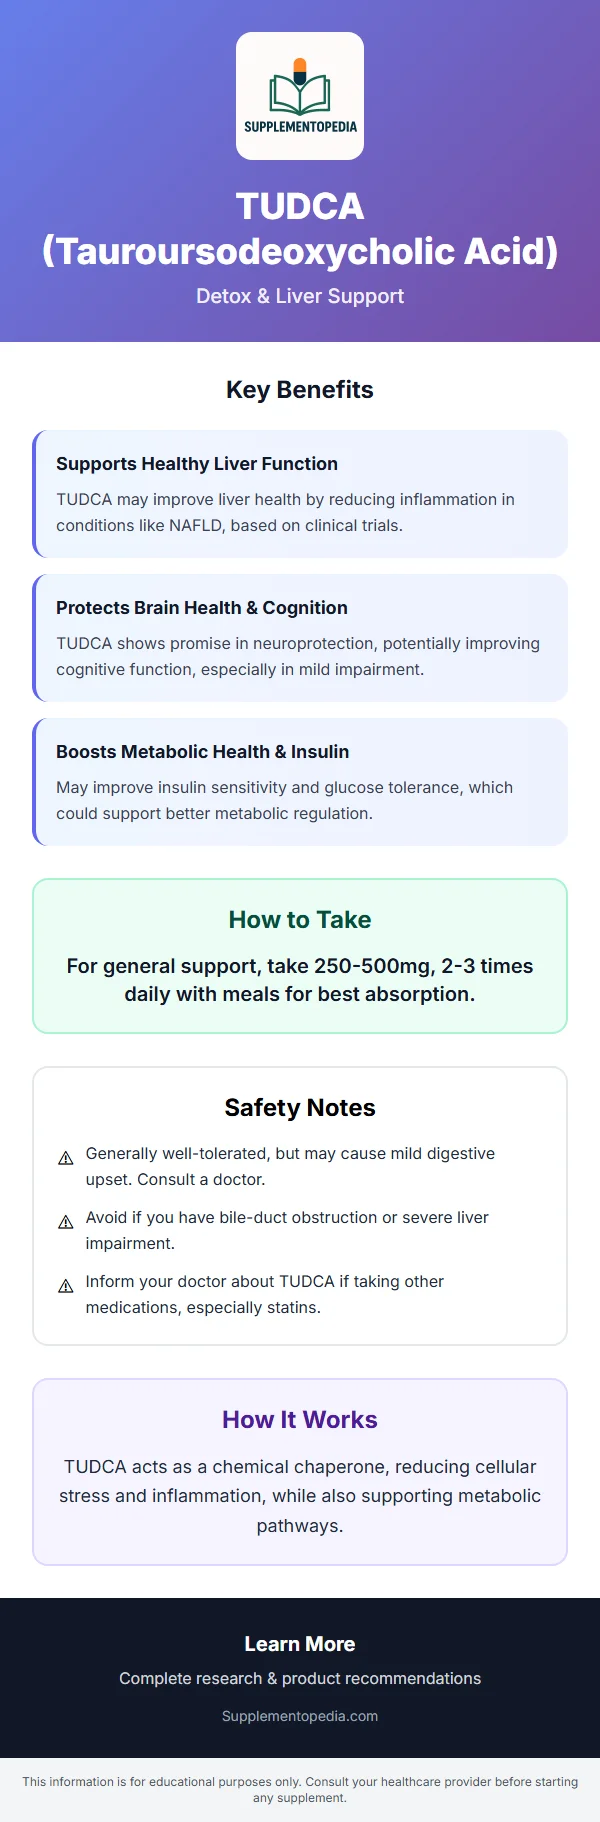 SUPPLEMENTOPEDIA
TUDCA
(Tauroursodeoxycholic Acid)
Detox & Liver Support
Key Benefits
Supports Healthy Liver Function
TUDCA may improve liver health by reducing inflammation in
conditions like NAFLD, based on clinical trials.
Protects Brain Health & Cognition
TUDCA shows promise in neuroprotection, potentially improving
cognitive function, especially in mild impairment.
Boosts Metabolic Health & Insulin
May improve insulin sensitivity and glucose tolerance, which
could support better metabolic regulation.
How to Take
For general support, take 250-500mg, 2-3 times
daily with meals for best absorption.
Safety Notes
⚠ Generally well-tolerated, but may cause mild digestive
upset. Consult a doctor.
⚠ Avoid if you have bile-duct obstruction or severe liver
impairment.
⚠ Inform your doctor about TUDCA if taking other
medications, especially statins.
How It Works
TUDCA acts as a chemical chaperone, reducing cellular
stress and inflammation, while also supporting metabolic
pathways.
Learn More
Complete research & product recommendations
Supplementopedia.com
This information is for educational purposes only. Consult your healthcare provider before starting
any supplement.